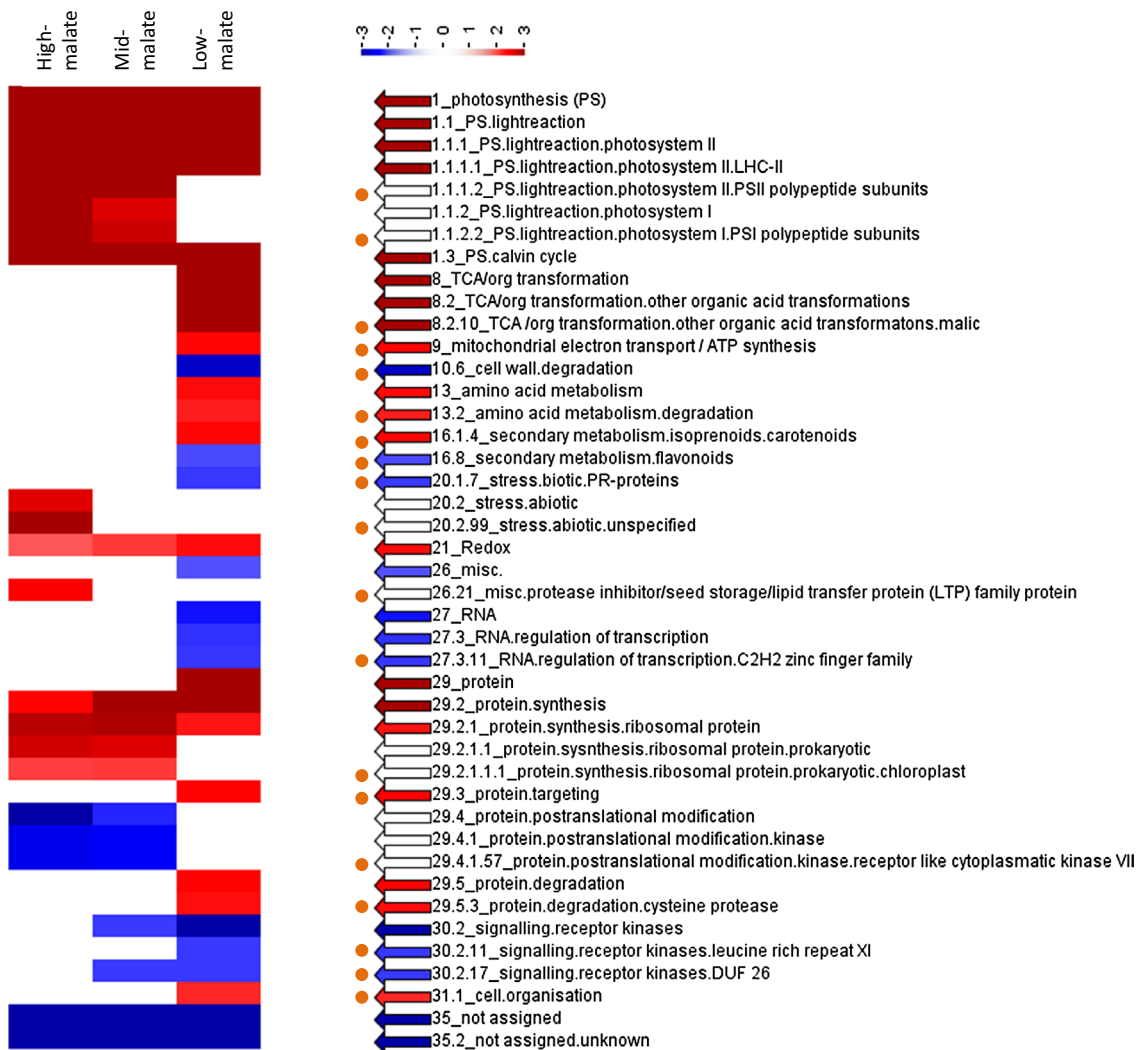 High-
malate
Mid-
malate
Low-
malate
-3 -2 -1 0 1 2 3
1_photosynthesis (PS)
1.1_PS.lightreaction
1.1.1_PS.lightreaction.photosystem II
1.1.1.1_PS.lightreaction.photosystem II.LHC-II
1.1.1.2_PS.lightreaction.photosystem II.PSII polypeptide subunits
1.1.2_PS.lightreaction.photosystem I
1.1.2.2_PS.lightreaction.photosystem I.PSI polypeptide subunits
1.3_PS.calvin cycle
8_TCA/org transformation
8.2_TCA/org transformation.other organic acid transformations
8.2.10_TCA /org transformation.other organic acid transformatons.malic
9_mitochondrial electron transport / ATP synthesis
10.6_cell wall.degradation
13_amino acid metabolism
13.2_amino acid metabolism.degradation
16.1.4_secondary metabolism.isoprenoids.carotenoids
16.8_secondary metabolism.flavonoids
20.1.7_stress.biotic.PR-proteins
20.2_stress.abiotic
20.2.99_stress.abiotic.unspecified
21_Redox
26_misc.
26.21_misc.protease inhibitor/seed storage/lipid transfer protein (LTP) family protein
27_RNA
27.3_RNA.regulation of transcription
27.3.11_RNA.regulation of transcription.C2H2 zinc finger family
29_protein
29.2_protein.synthesis
29.2.1_protein.synthesis.ribosomal protein
29.2.1.1_protein.sysnthesis.ribosomal protein.prokaryotic
29.2.1.1.1_protein.synthesis.ribosomal protein.prokaryotic.chloroplast
29.3_protein.targeting
29.4_protein.postranslational modification
29.4.1_protein.postranslational modification.kinase
29.4.1.57_protein.postranslational modification.kinase.receptor like cytoplasmatic kinase VII
29.5_protein.degradation
29.5.3_protein.degradation.cysteine protease
30.2_signalling.receptor kinases
30.2.11_signalling.receptor kinases.leucine rich repeat XI
30.2.17_signalling.receptor kinases.DUF 26
31.1_cell.organisation
35_not assigned
35.2_not assigned.unknown